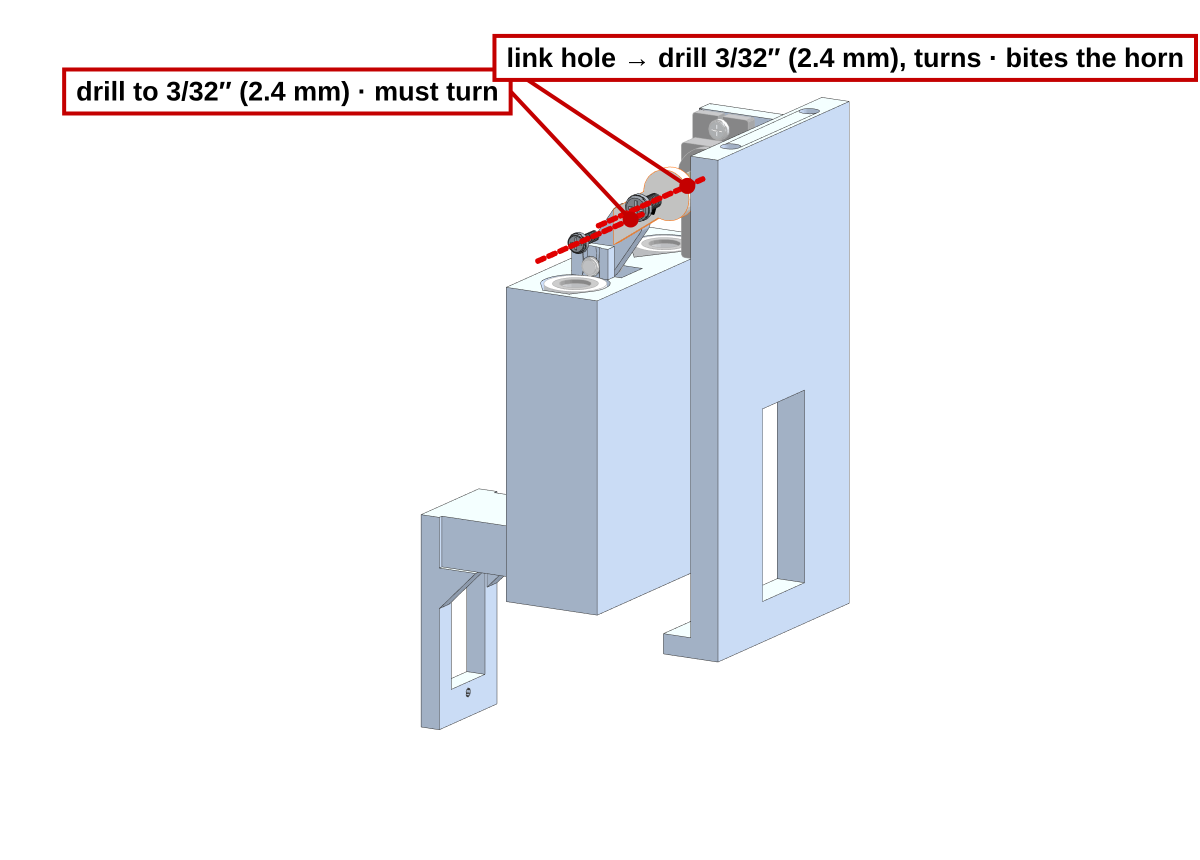 link hole → drill 3/32″ (2.4 mm), turns · bites the horn
drill to 3/32″ (2.4 mm) · must turn